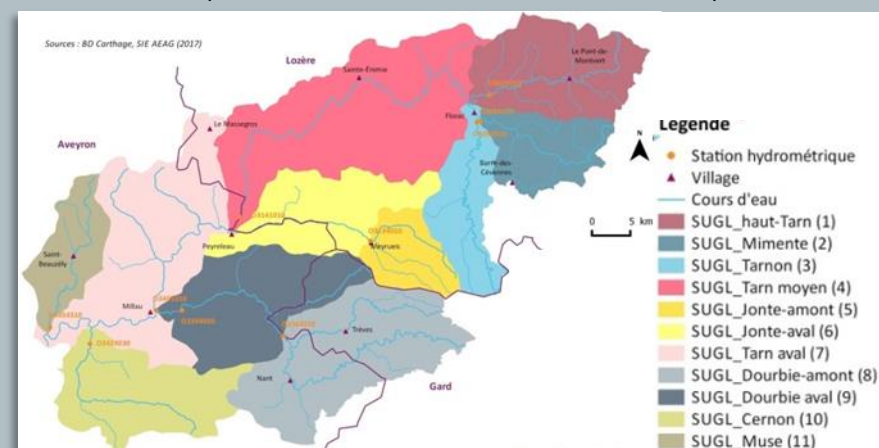 Sources : BD Carthage, SIE AEAG (2017)
Lozère
Sainte-Enimie
Le Pont-de-
Montvert
Florac
Le Massegros
Aveyron
Barre-des-
Cévennes
Saint-
Beauzély
Peyreleau
Meyrueis
Millau
Trèves
Nant
Gard
Légende
N
Station hydrométrique
Village
Cours d'eau
0 5 km
SUGL_haut-Tarn (1)
SUGL_Mimente (2)
SUGL_Tarnon (3)
SUGL_Tarn moyen (4)
SUGL_Jonte-amont (5)
SUGL_Jonte-aval (6)
SUGL_Tarn aval (7)
SUGL_Dourbie-amont (8)
SUGL_Dourbie aval (9)
SUGL_Cernon (10)
SUGL_Muse (11)